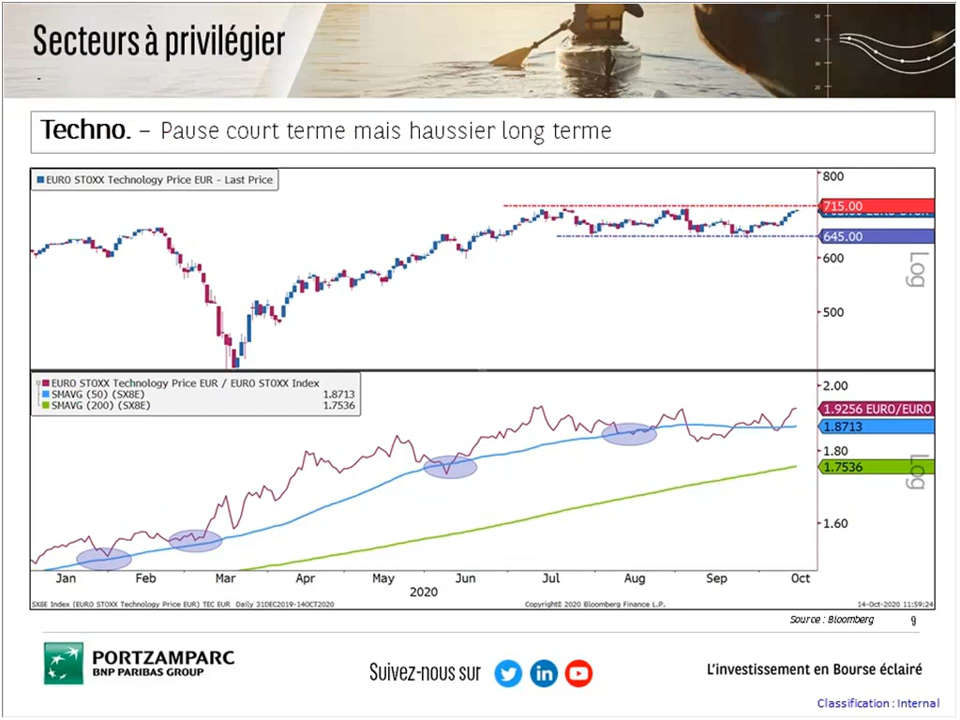 Secteurs à privilégier
-
50
40
30
20
Techno. – Pause court terme mais haussier long terme
EURO STOXX Technology Price EUR - Last Price
800
715.00
645.00
600
Log
500
EURO STOXX Technology Price EUR / EURO STOXX Index
SMAVG (50) (SX8E) 1.8713
SMAVG (200) (SX8E) 1.7536
2.00
1.9256 EURO/EURO
1.8713
1.80
1.7536
Log
1.60
Jan Feb Mar Apr May Jun Jul Aug Sep Oct
2020
SX8E Index (EURO STOXX Technology Price EUR) TEC EUR Daily 31DEC2019-14OCT2020 Copyright© 2020 Bloomberg Finance L.P. 14-Oct-2020 11:59:24
Source : Bloomberg 9
PORTZAMPARC
BNP PARIBAS GROUP
Suivez-nous sur
L'investissement en Bourse éclairé
Classification : Internal